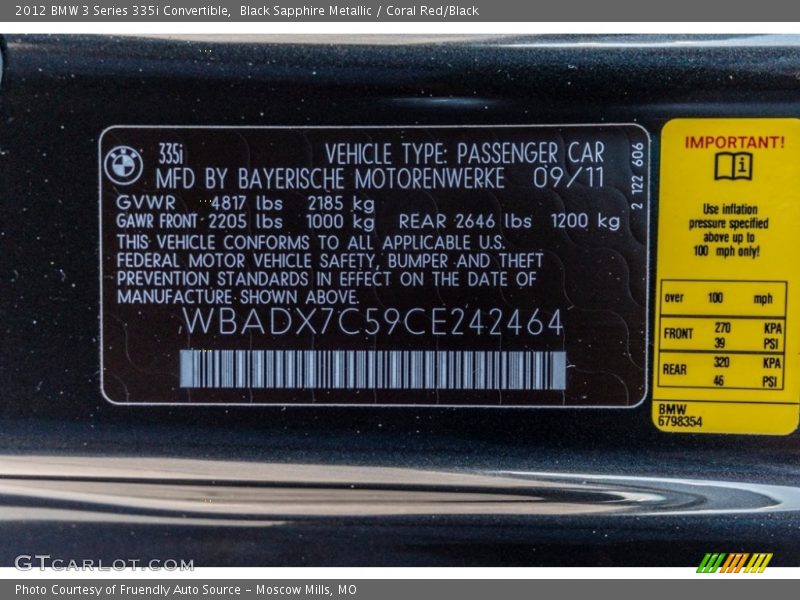 2012 BMW 3 Series 335i Convertible, Black Sapphire Metallic / Coral Red/Black
335i VEHICLE TYPE: PASSENGER CAR
MFD BY BAYERISCHE MOTORENWERKE 09/11
GVWR 4817 lbs 2185 kg
GAWR FRONT 2205 lbs 1000 kg REAR 2646 lbs 1200 kg
THIS VEHICLE CONFORMS TO ALL APPLICABLE U.S.
FEDERAL MOTOR VEHICLE SAFETY, BUMPER AND THEFT
PREVENTION STANDARDS IN EFFECT ON THE DATE OF
MANUFACTURE SHOWN ABOVE.
WBADX7C59CE242464
2 122 606
IMPORTANT!
Use inflation
pressure specified
above up to
100 mph only!
over 100 mph
FRONT 270 KPA
39 PSI
REAR 320 KPA
46 PSI
BMW
6798354
GTCARLOT.COM
Photo Courtesy of Fruendly Auto Source - Moscow Mills, MO